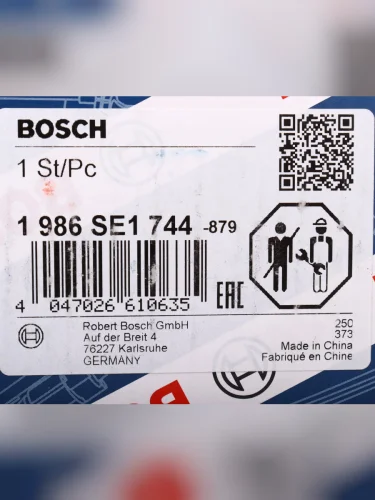 BOSCH
1 St/Pc
1 986 SE1 744 -879
4 047026 610635
EAC
Robert Bosch GmbH
Auf der Breit 4
76227 Karlsruhe
GERMANY
250
373
Made in China
Fabriqué en Chine